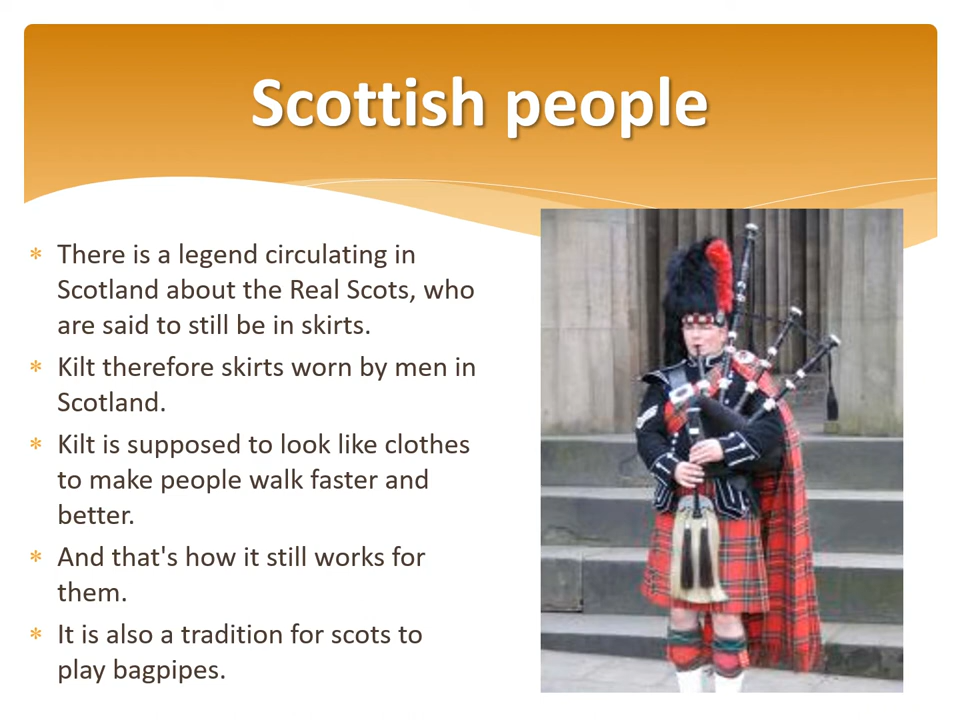 Scottish people
There is a legend circulating in
Scotland about the Real Scots, who
are said to still be in skirts.
Kilt therefore skirts worn by men in
Scotland.
Kilt is supposed to look like clothes
to make people walk faster and
better.
And that's how it still works for
them.
It is also a tradition for scots to
play bagpipes.